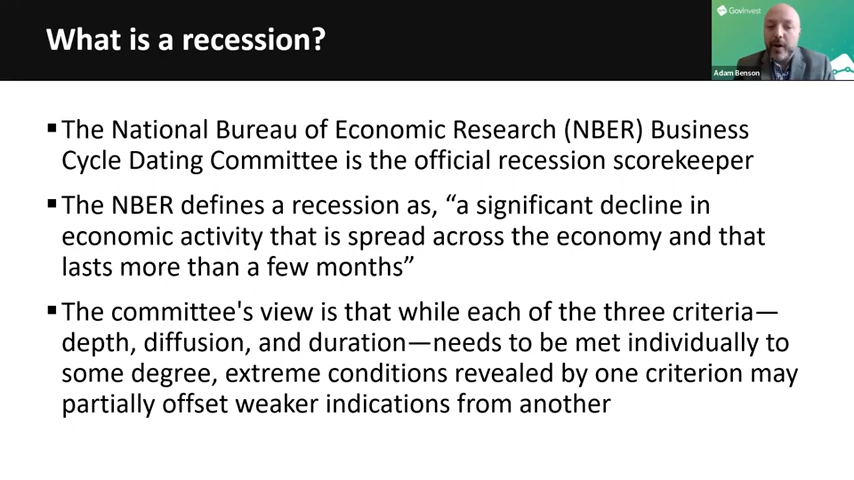 What is a recession?
GovInvest
Adam Benson
▪The National Bureau of Economic Research (NBER) Business
Cycle Dating Committee is the official recession scorekeeper
▪The NBER defines a recession as, “a significant decline in
economic activity that is spread across the economy and that
lasts more than a few months”
▪The committee's view is that while each of the three criteria—
depth, diffusion, and duration—needs to be met individually to
some degree, extreme conditions revealed by one criterion may
partially offset weaker indications from another